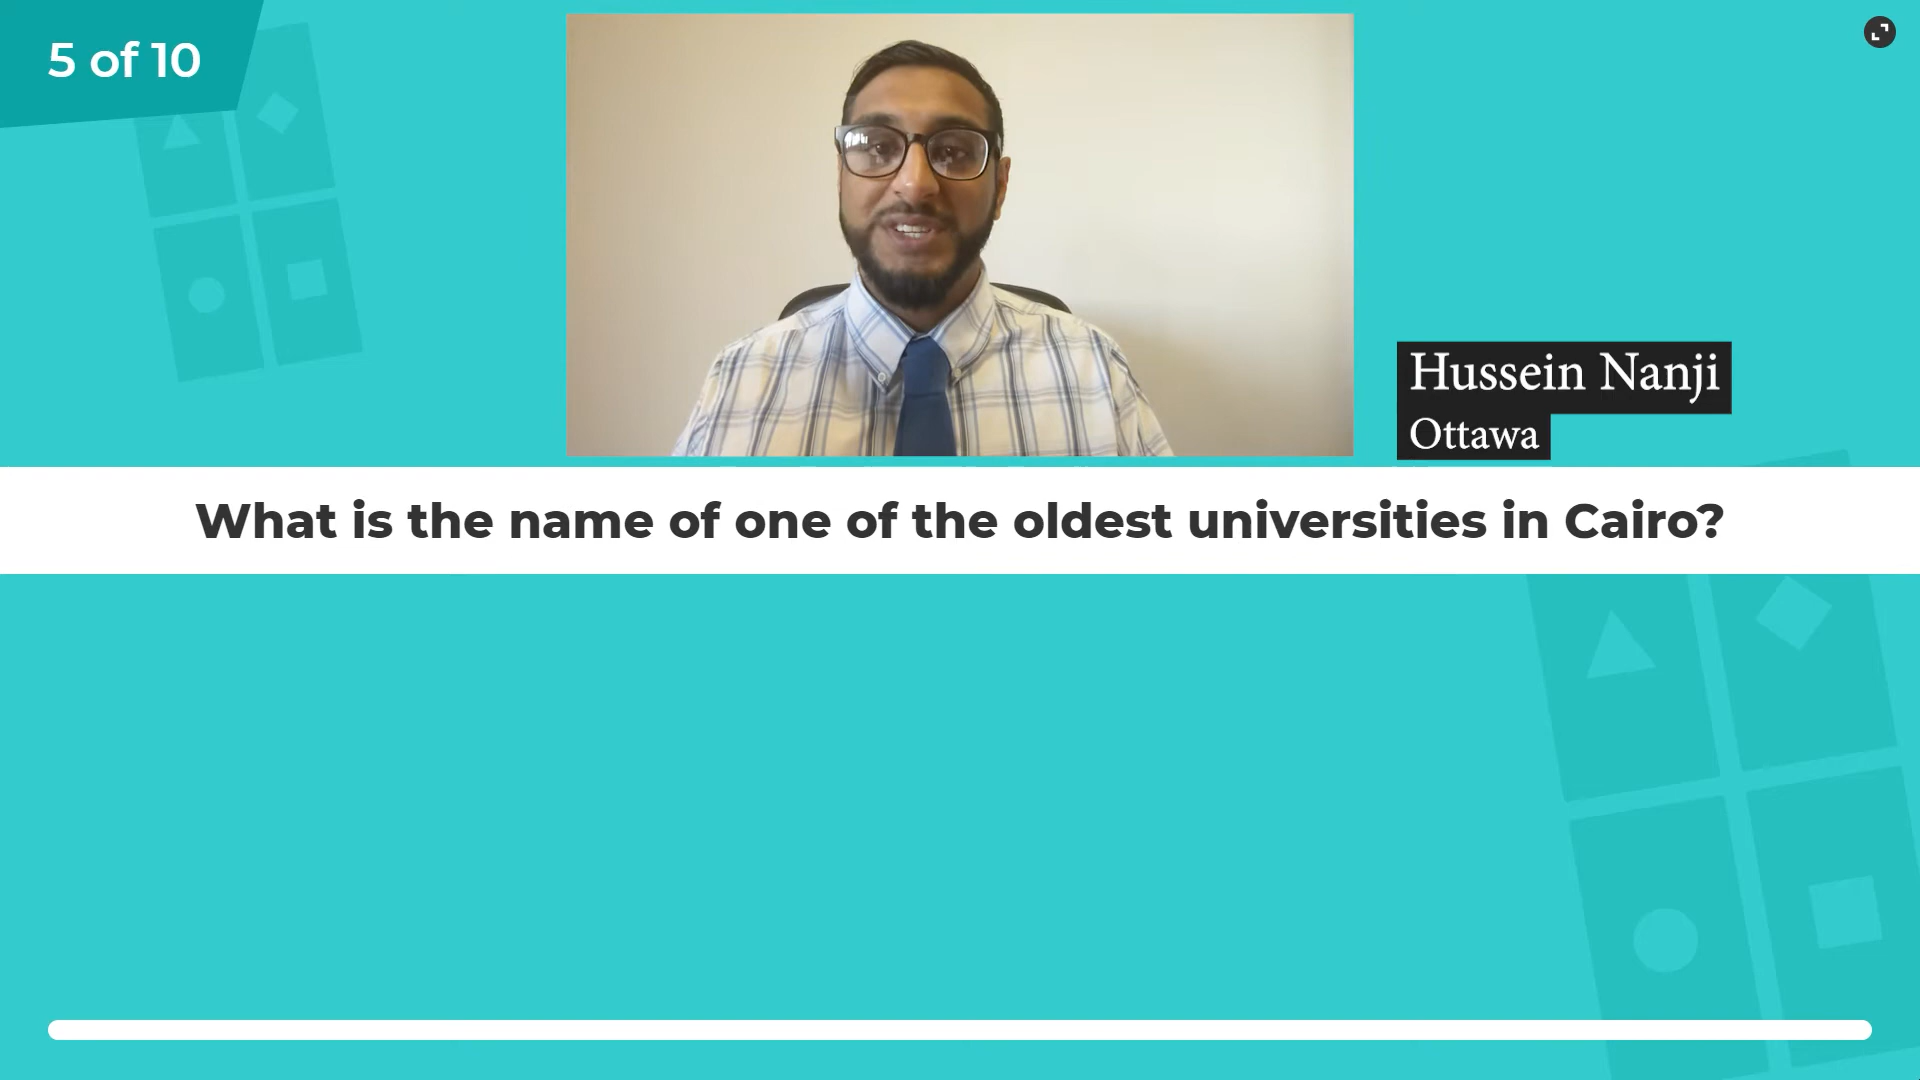 5 of 10
Hussein Nanji
Ottawa
What is the name of one of the oldest universities in Cairo?